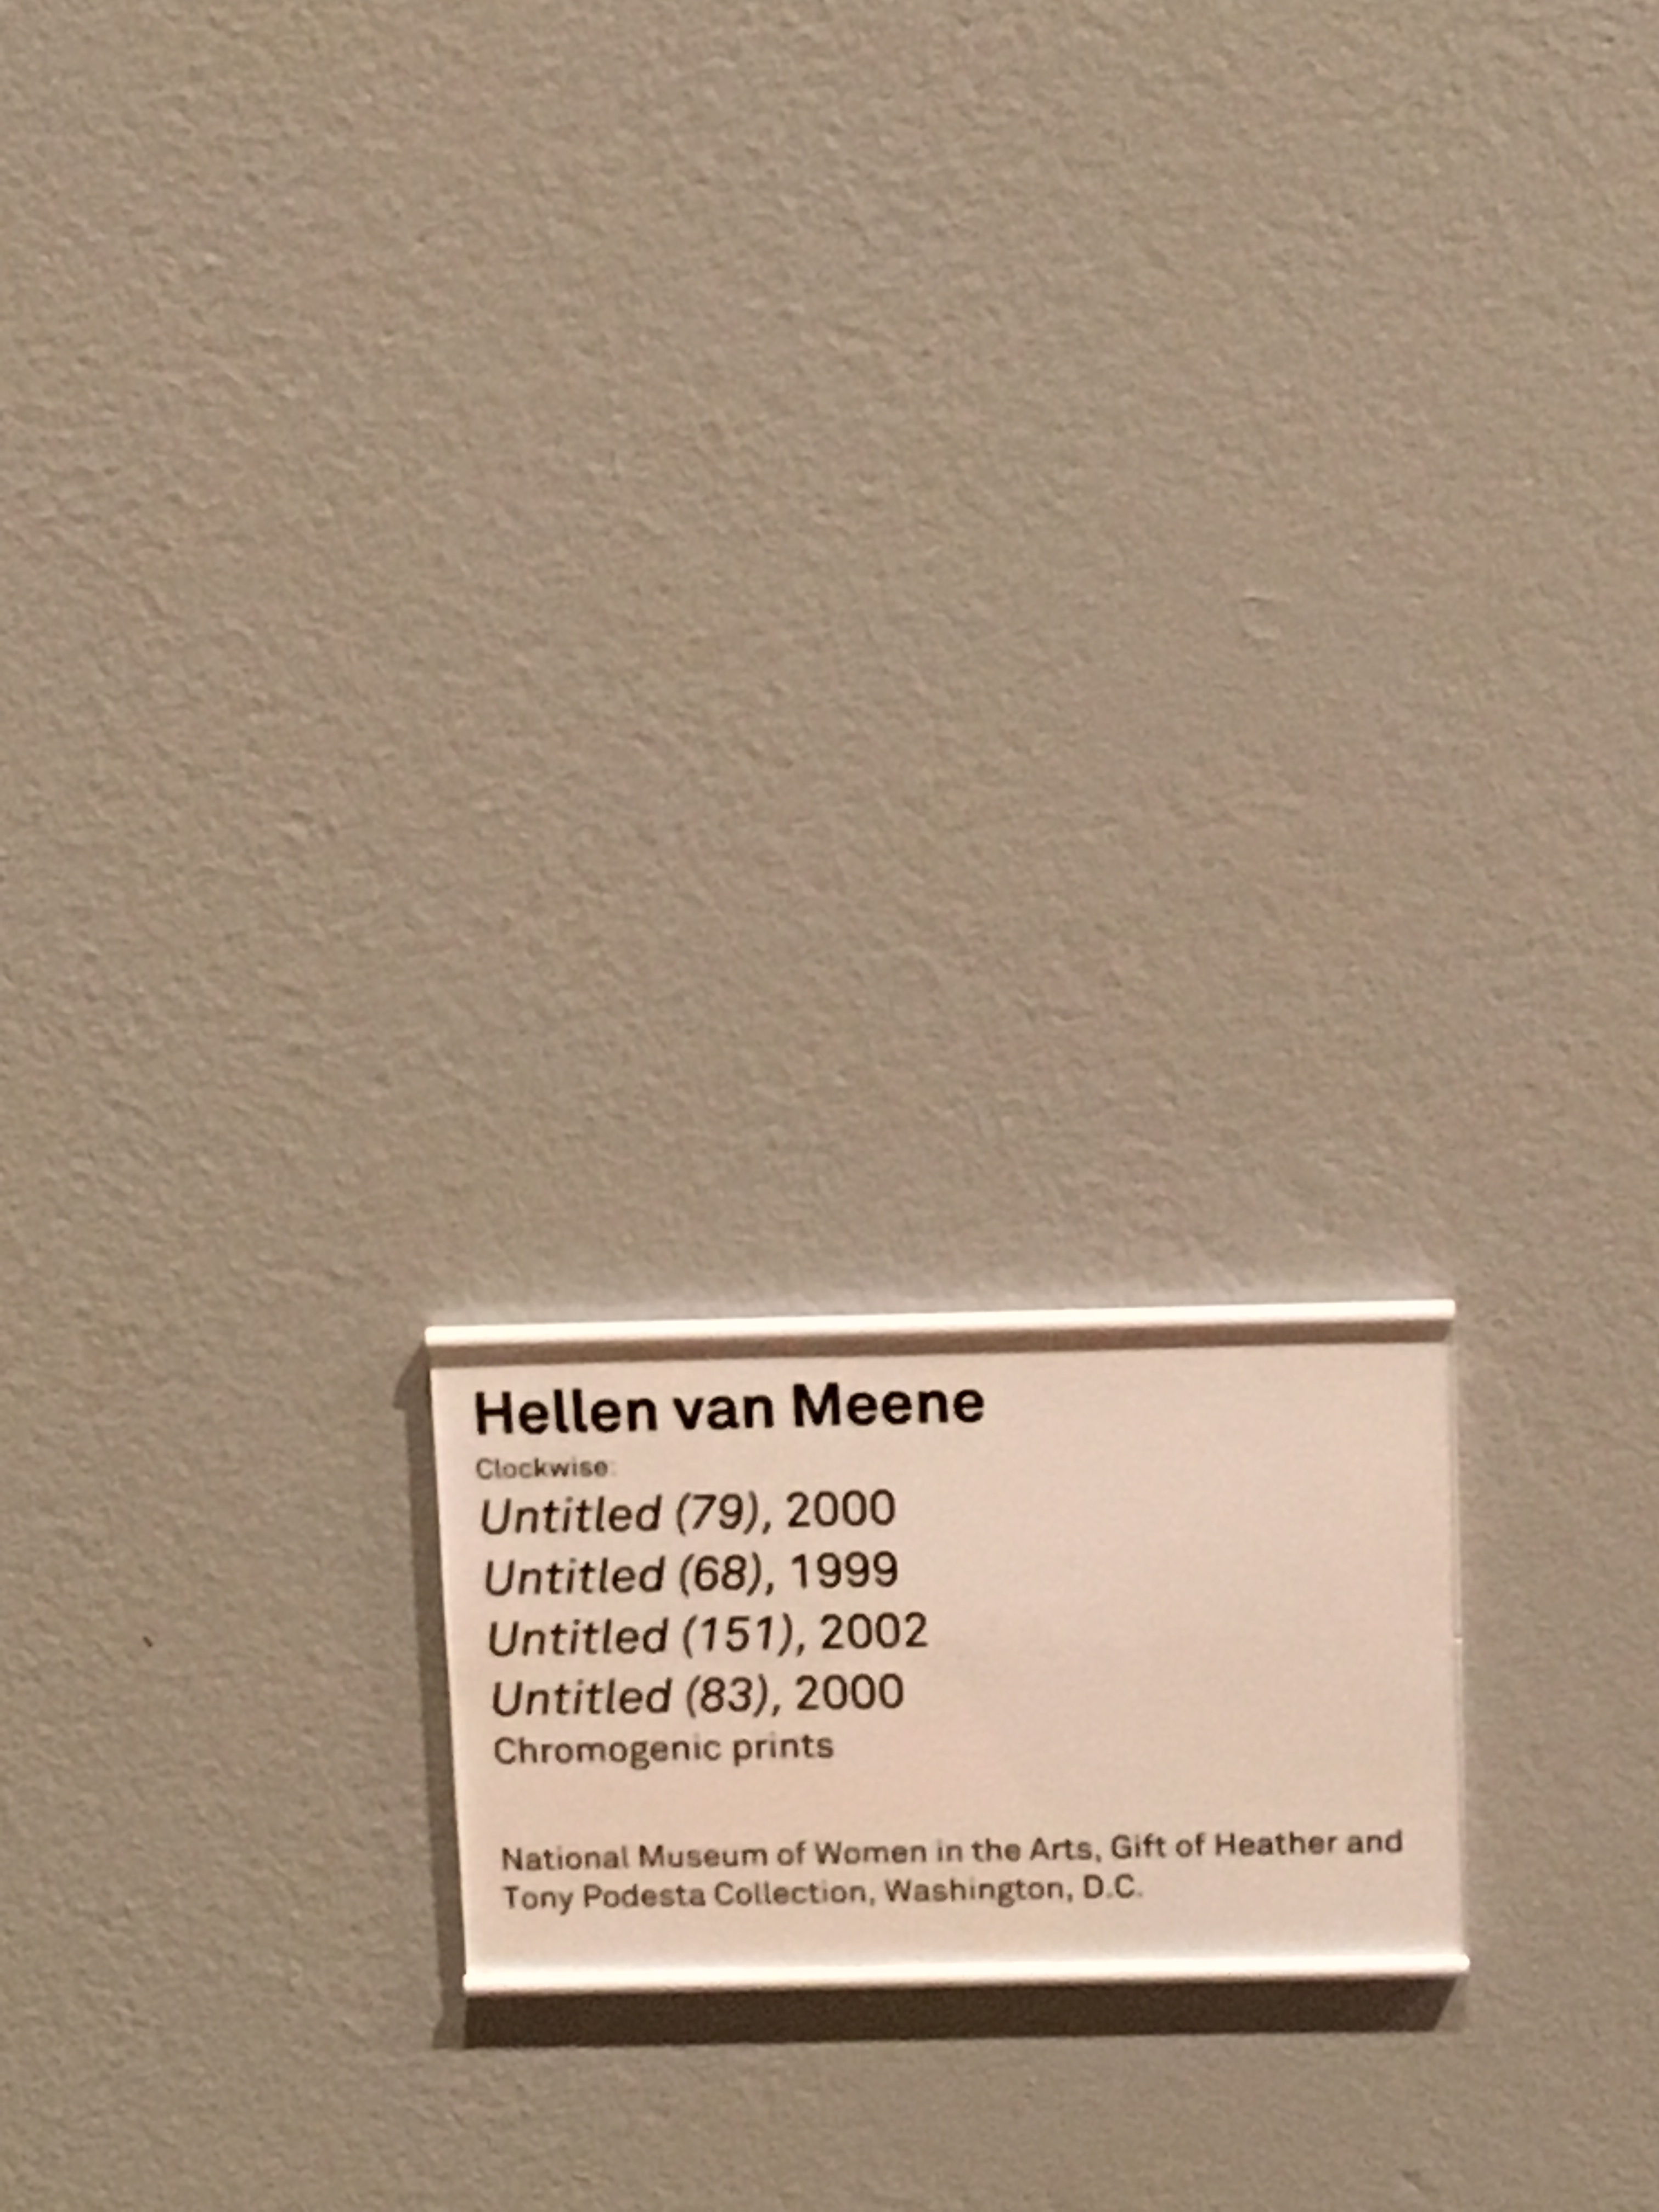 Hellen van Meene
Clockwise:
Untitled (79), 2000
Untitled (68), 1999
Untitled (151), 2002
Untitled (83), 2000
Chromogenic prints
National Museum of Women in the Arts, Gift of Heather and
Tony Podesta Collection, Washington, D.C.